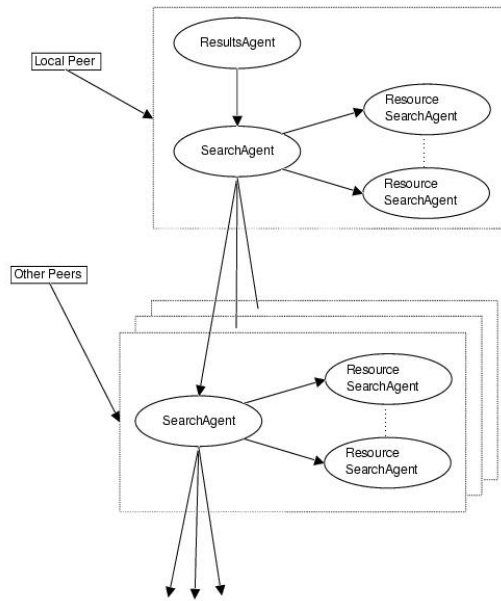 ResultsAgent
Local Peer
Resource
SearchAgent
SearchAgent
Resource
SearchAgent
Other Peers
Resource
SearchAgent
SearchAgent
Resource
SearchAgent